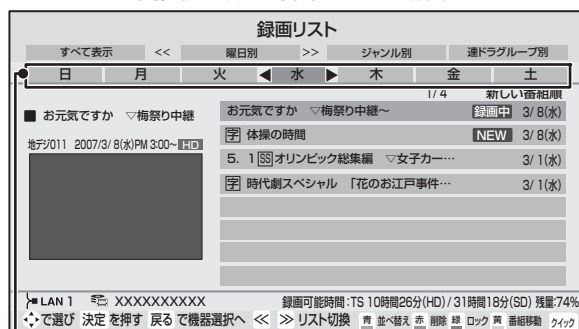 録画リスト
すべて表示 << 曜日別 >> ジャンル別 連ドラグループ別
日 月 火 ◀ 水 ▶ 木 金 土
1/4 新しい番組順
■ お元気ですか ▽梅祭り中継
地デジ011 2007/3/ 8(水)PM 3:00~ HD
お元気ですか ▽梅祭り中継~ 録画中 3/ 8(水)
字 体操の時間 NEW 3/ 8(水)
5. 1 SS オリンピック総集編 ▽女子カー… 3/ 1(水)
字 時代劇スペシャル 「花のお江戸事件… 3/ 1(水)
LAN 1 XXXXXXXXXX 録画可能時間:TS 10時間26分(HD)/31時間18分(SD) 残量:74%
で選び 決定 を押す 戻る で機器選択へ ≪ ≫ リスト切換 青 並べ替え 赤 削除 緑 ロック 黄 番組移動 クイック